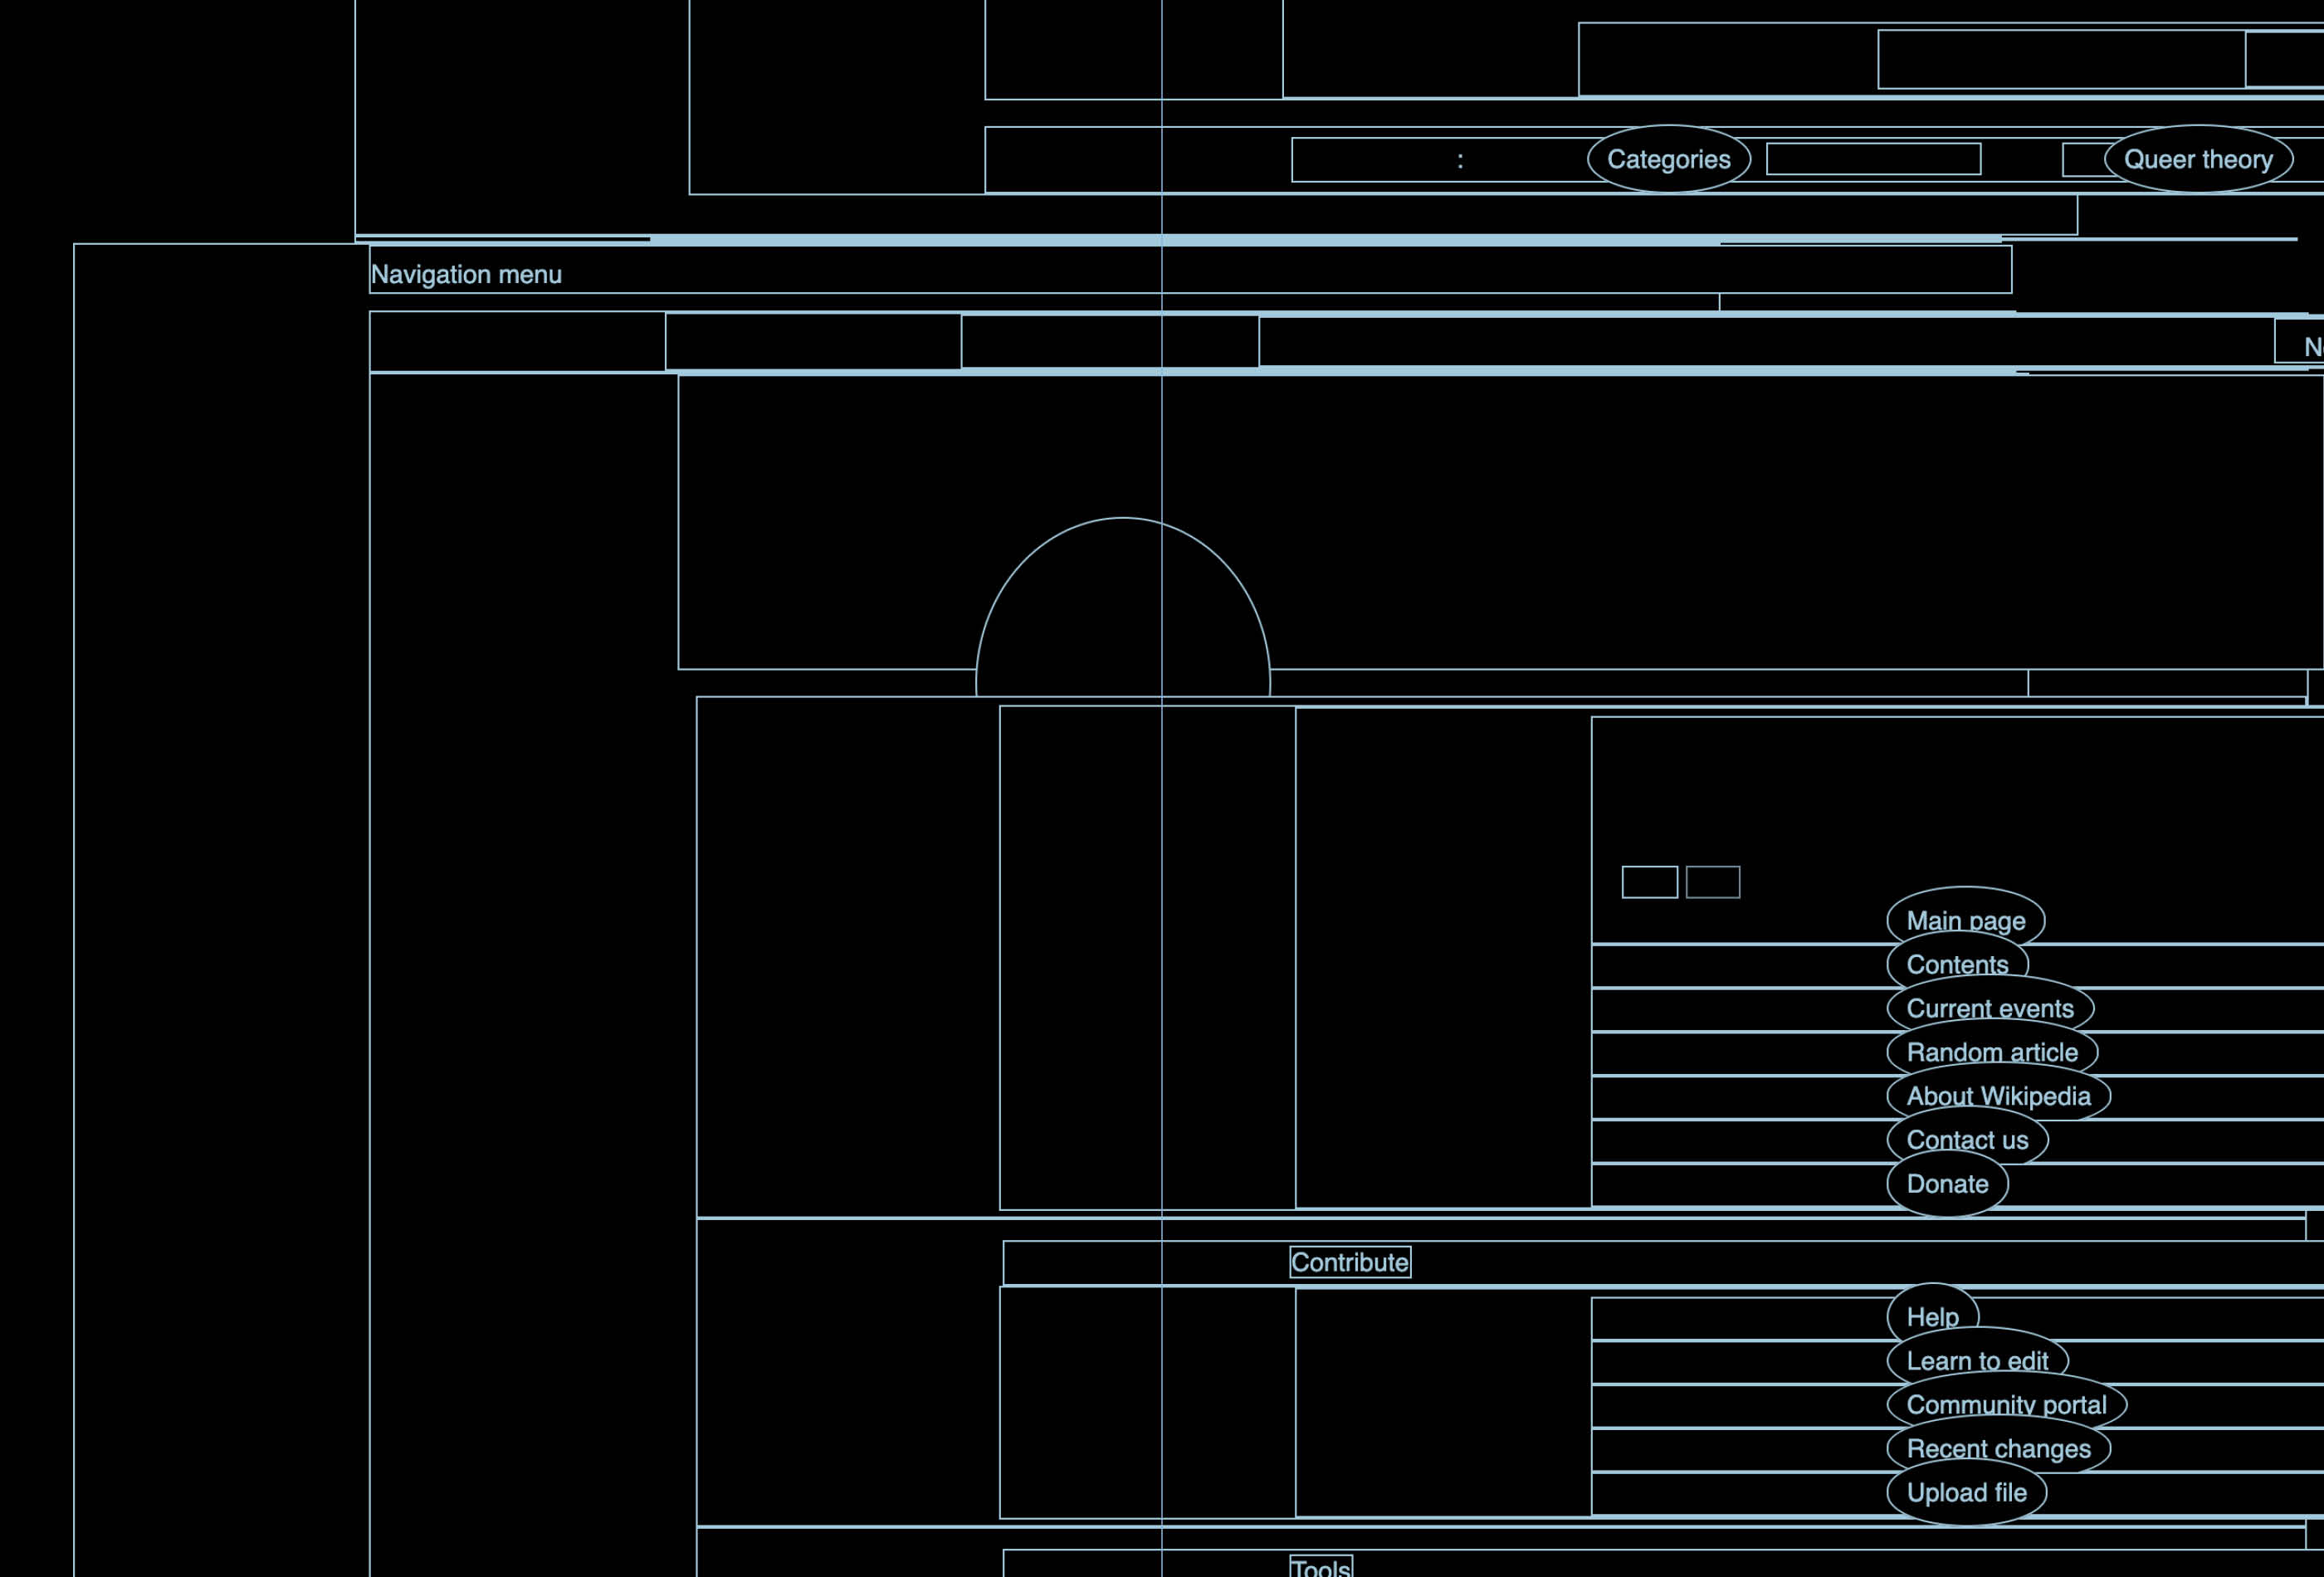 : Categories Queer theory
Navigation menu
Main page
Contents
Current events
Random article
About Wikipedia
Contact us
Donate
Contribute
Help
Learn to edit
Community portal
Recent changes
Upload file
Tools